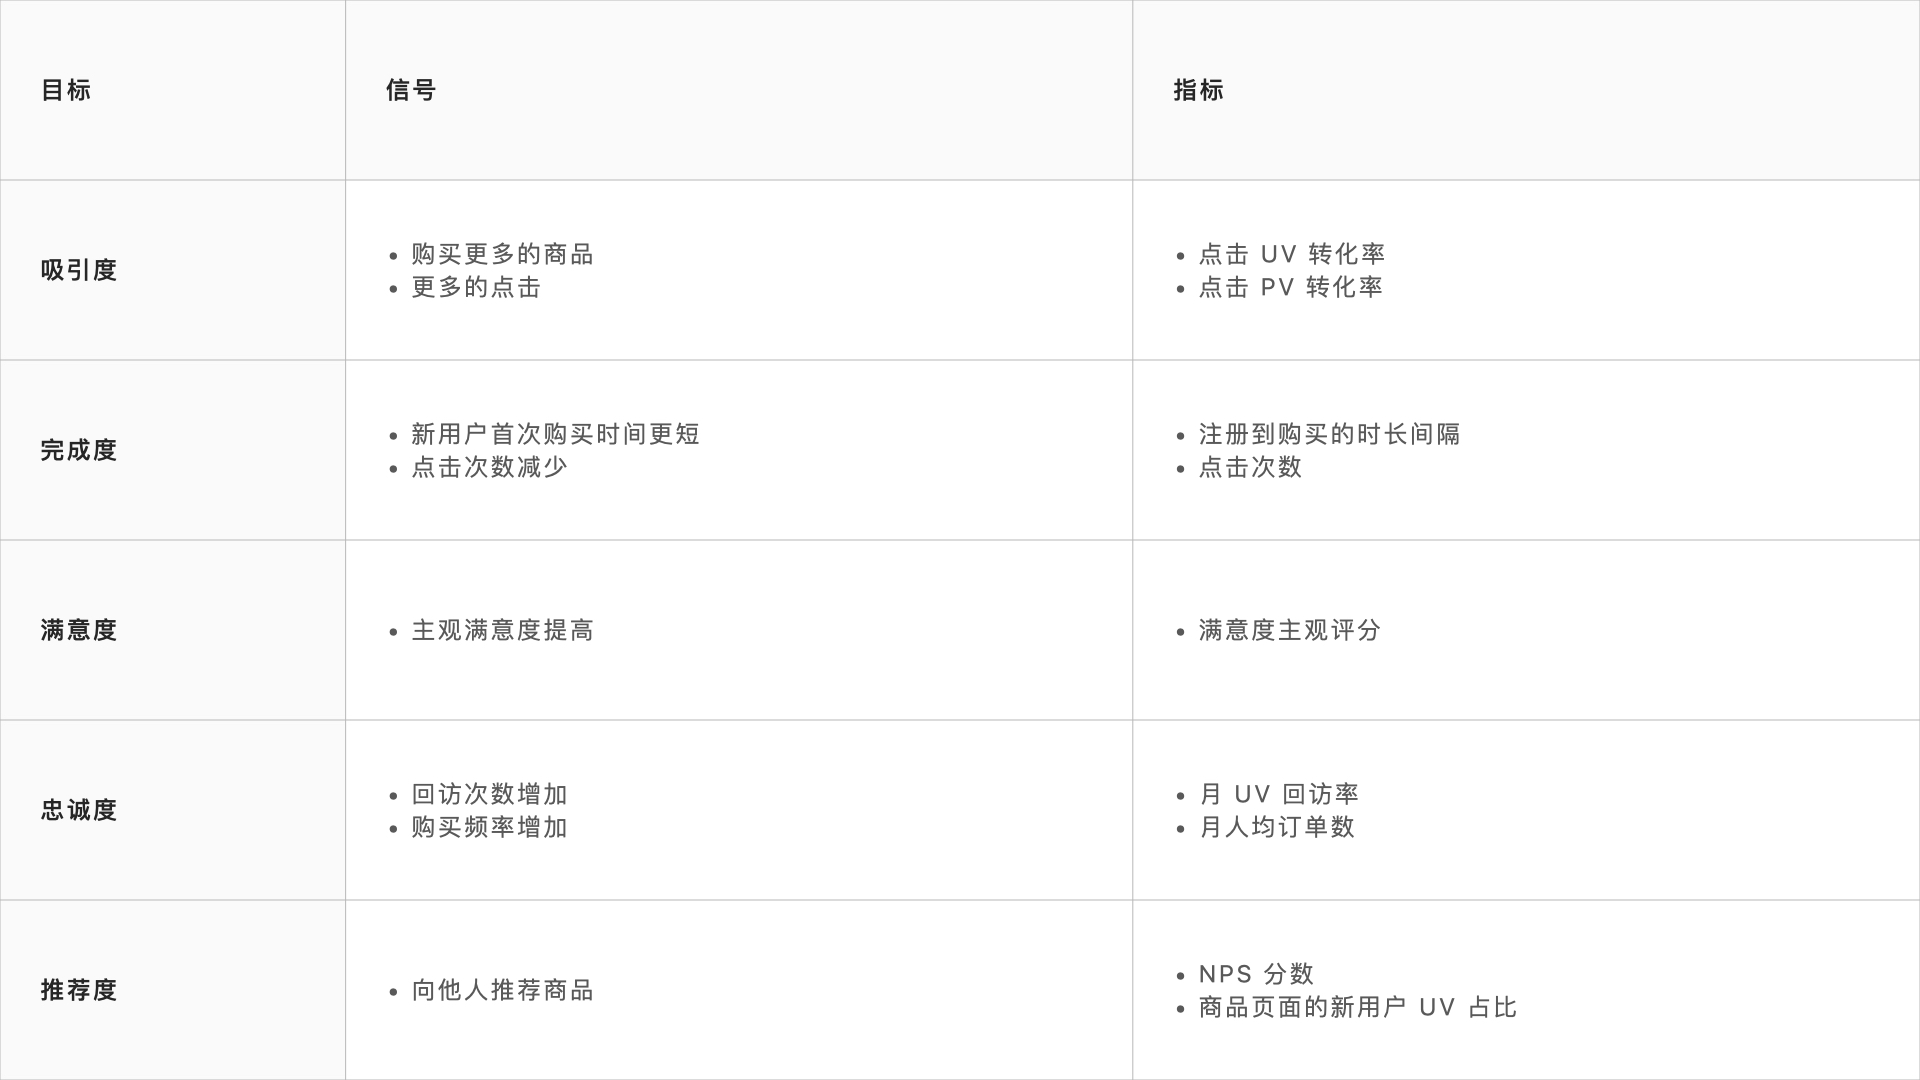 目标
信号
指标
吸引度
• 购买更多的商品
• 更多的点击
• 点击 UV 转化率
• 点击 PV 转化率
完成度
• 新用户首次购买时间更短
• 点击次数减少
• 注册到购买的时长间隔
• 点击次数
满意度
• 主观满意度提高
• 满意度主观评分
忠诚度
• 回访次数增加
• 购买频率增加
• 月 UV 回访率
• 月人均订单数
推荐度
• 向他人推荐商品
• NPS 分数
• 商品页面的新用户 UV 占比